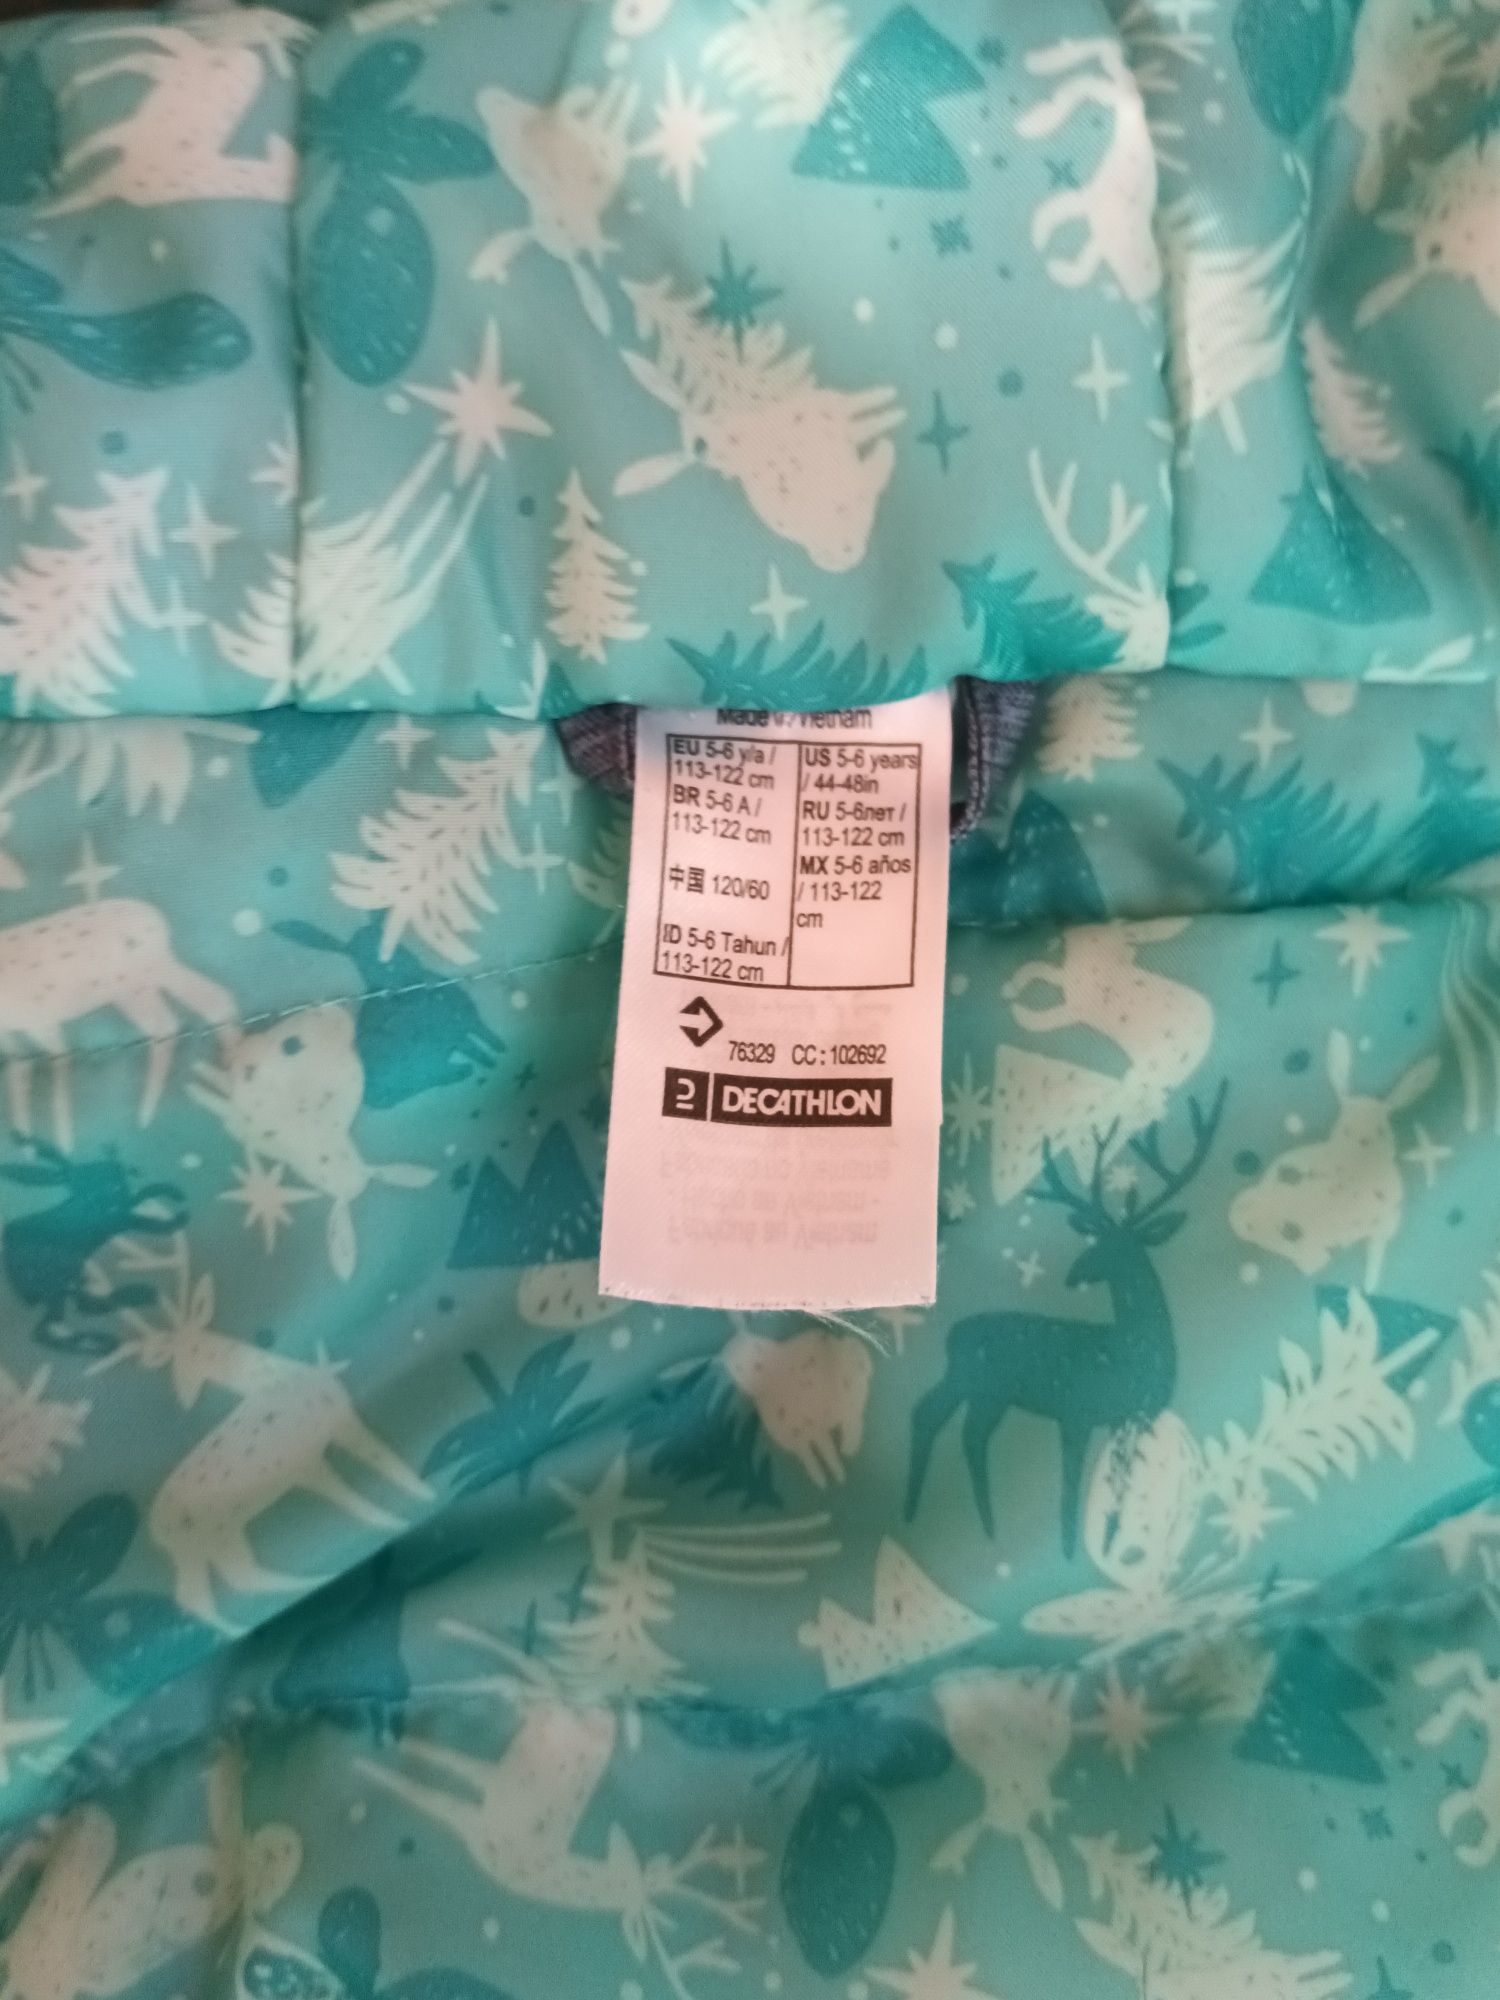 Made in / Vietnam
EU 5-6 y/a /
113-122 cm
BR 5-6 A /
113-122 cm
中国 120/60
ID 5-6 Tahun /
113-122 cm
US 5-6 years
/ 44-48in
RU 5-6лет /
113-122 cm
MX 5-6 años
/ 113-122
cm
76329 CC : 102692
DECATHLON